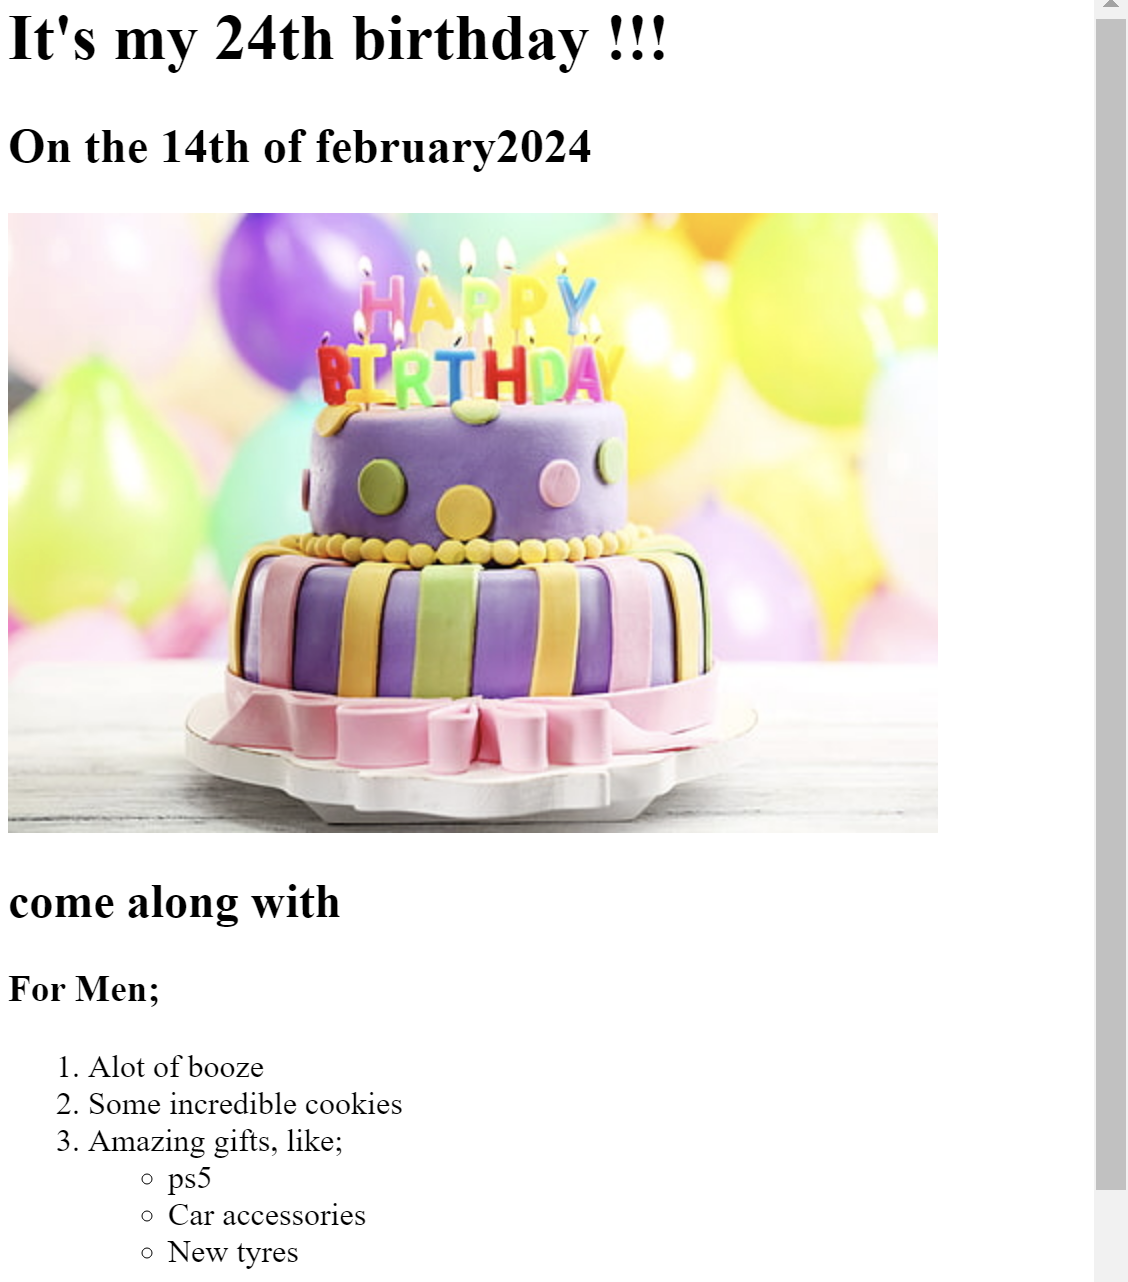 It's my 24th birthday !!!
On the 14th of february2024
HAPPY
BIRTHDAY
come along with
For Men;
1. Alot of booze
2. Some incredible cookies
3. Amazing gifts, like;
○ ps5
○ Car accessories
○ New tyres